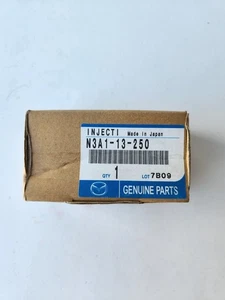 INJECTI Made in Japan
N3A1-13-250
QTY 1 LOT 7B09
GENUINE PARTS